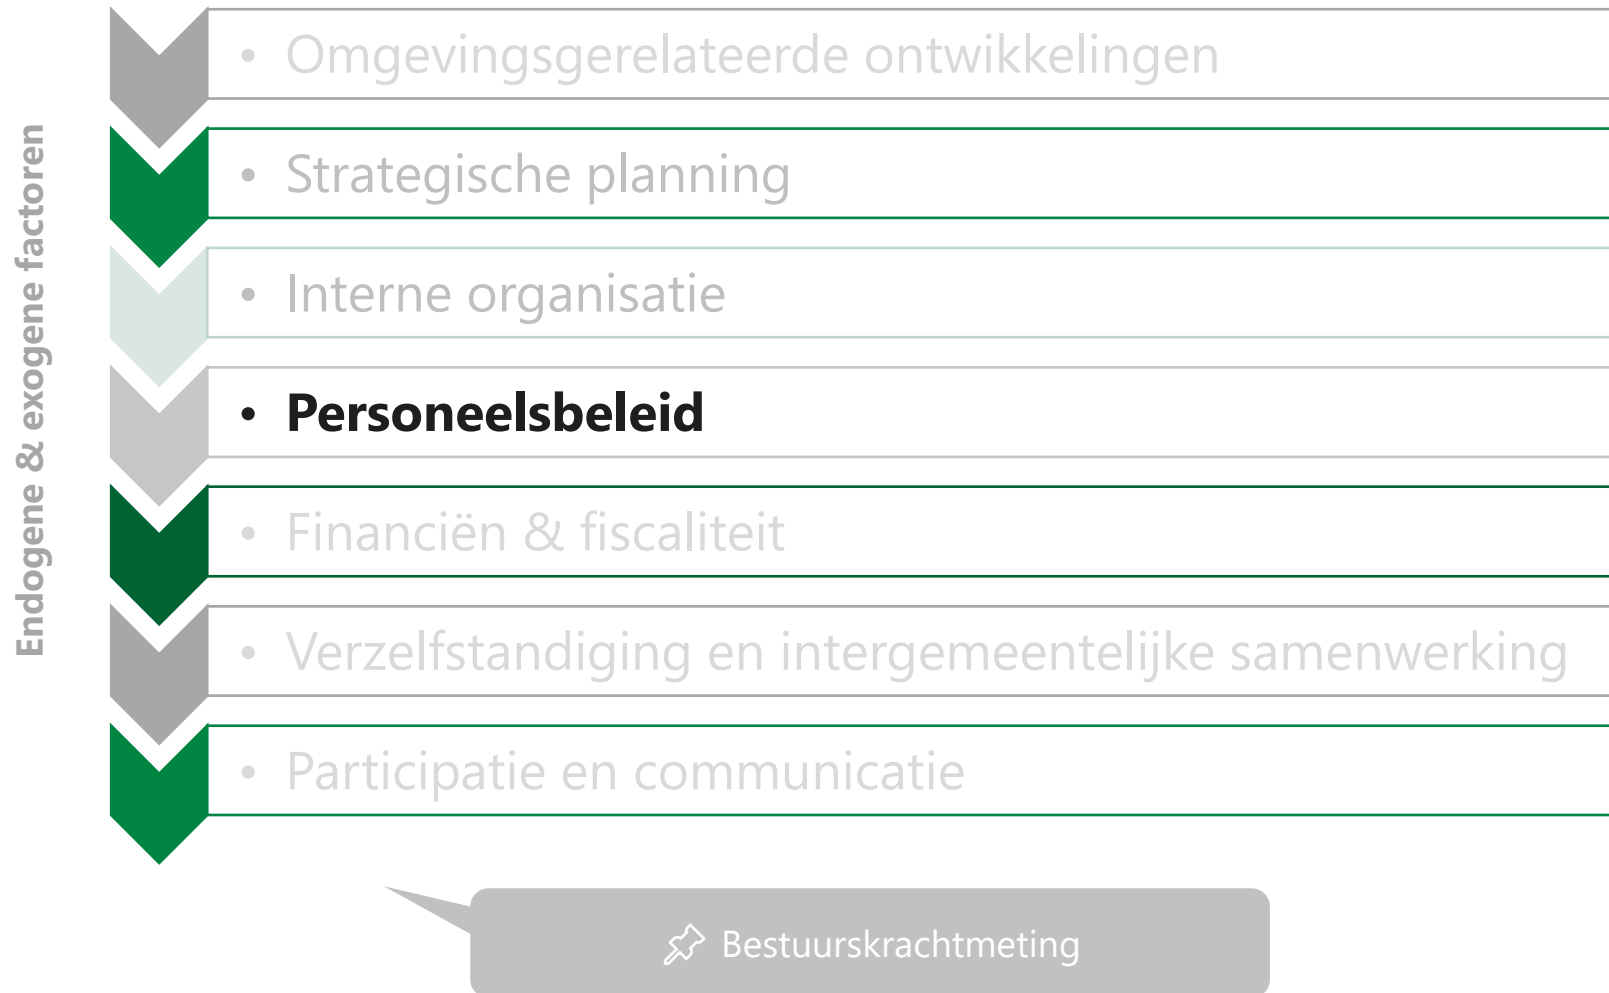 Endogene & exogene factoren
• Omgevingsgerelateerde ontwikkelingen
• Strategische planning
• Interne organisatie
• Personeelsbeleid
• Financiën & fiscaliteit
• Verzelfstandiging en intergemeentelijke samenwerking
• Participatie en communicatie
Bestuurskrachtmeting